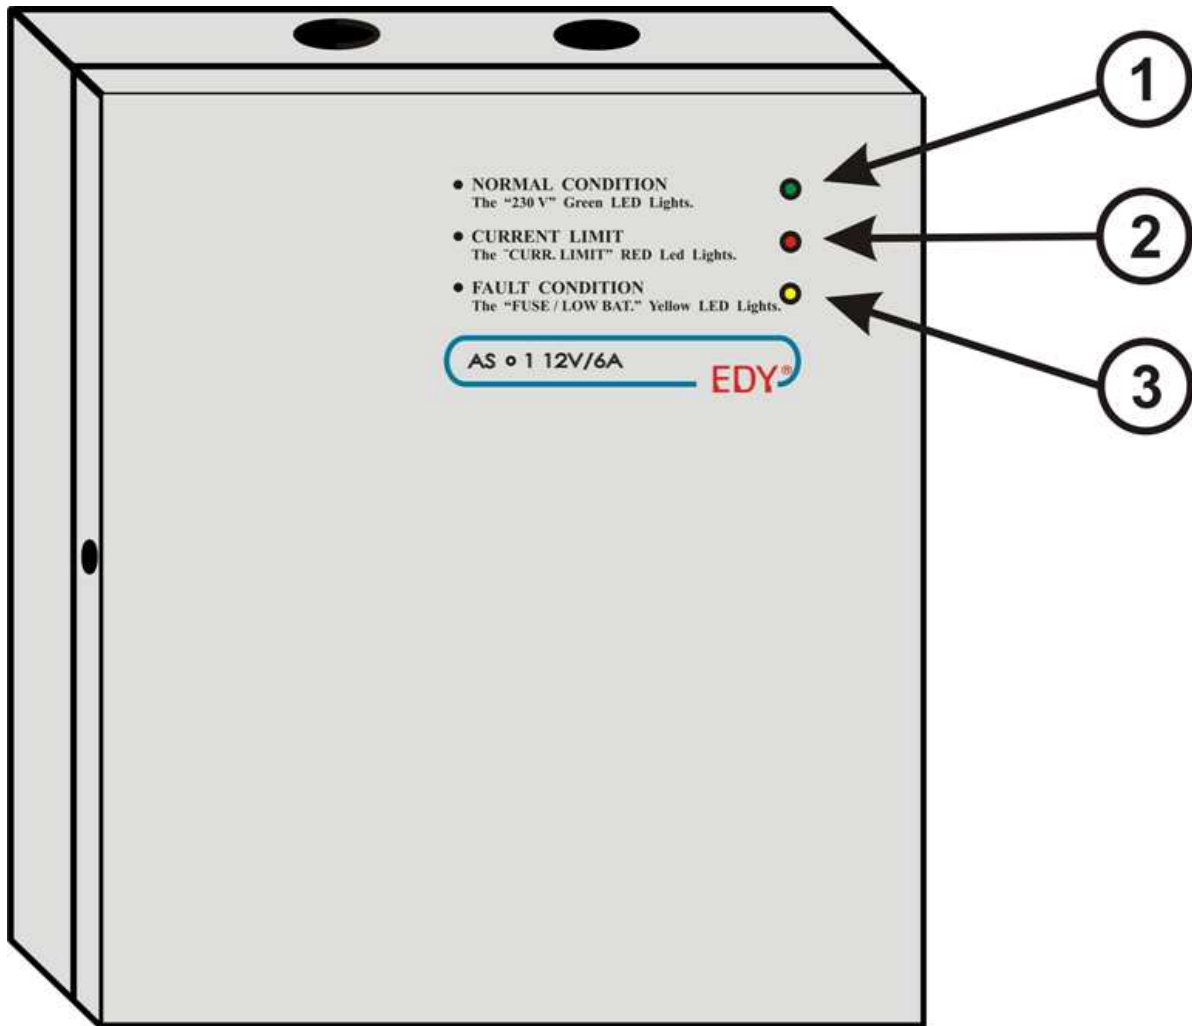 • NORMAL CONDITION
The “230 V” Green LED Lights.
• CURRENT LIMIT
The ¨CURR. LIMIT” RED Led Lights.
• FAULT CONDITION
The “FUSE / LOW BAT.” Yellow LED Lights.
AS o 1 12V/6A
EDY®
1
2
3